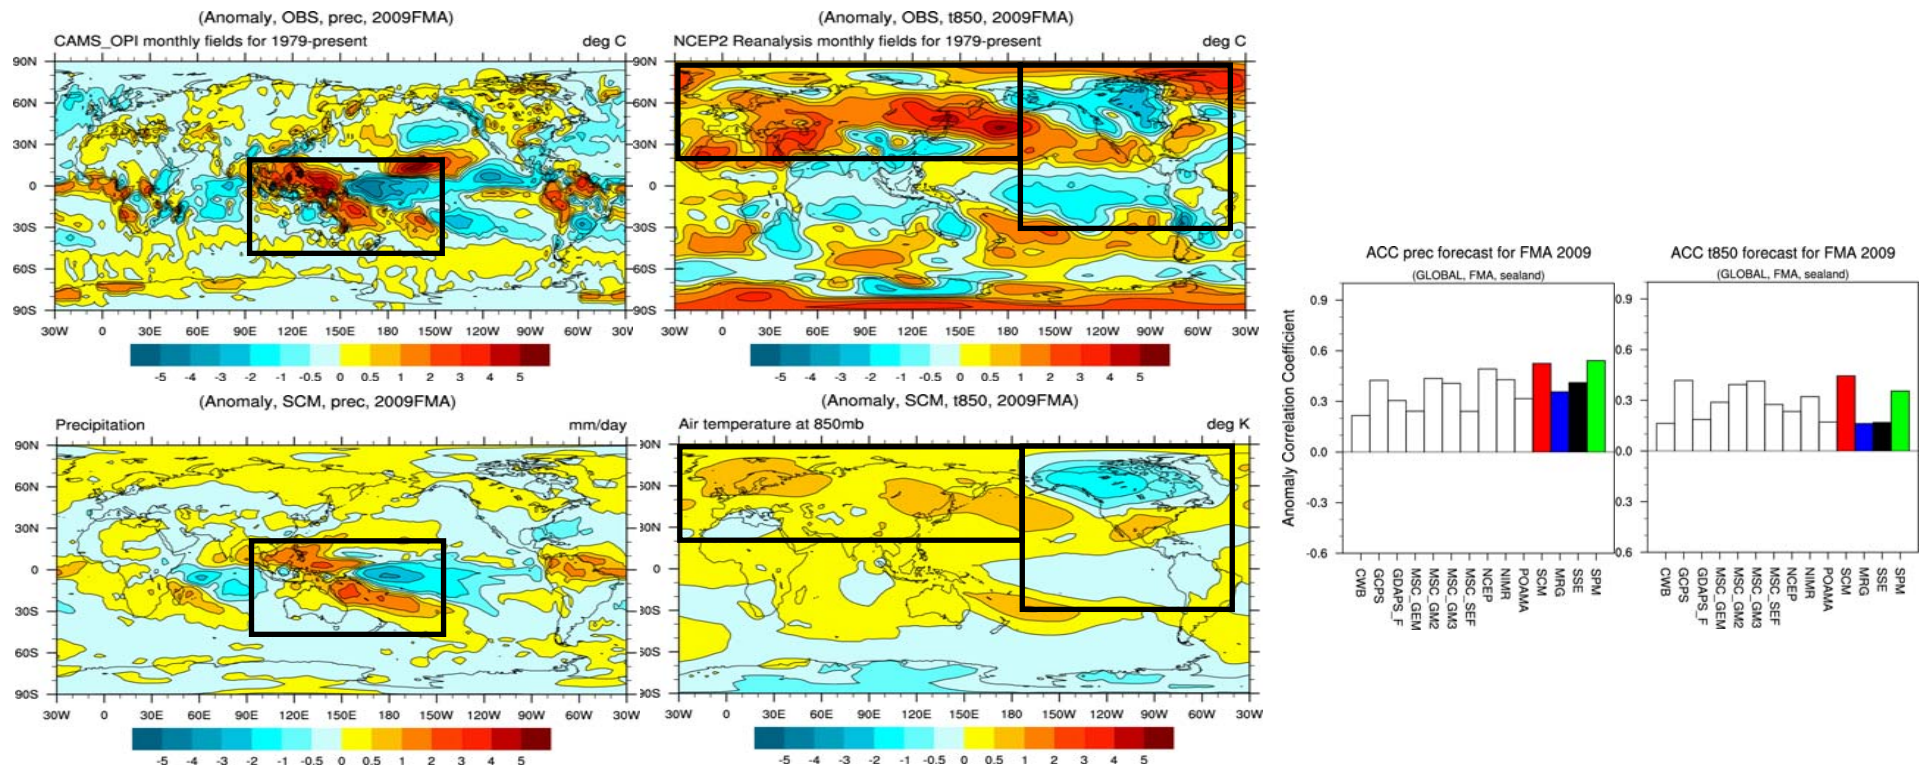 (Anomaly, OBS, prec, 2009FMA)
CAMS_OPI monthly fields for 1979-present deg C
90N
60N
30N
0
30S
60S
90S
30W 0 30E 60E 90E 120E 150E 180 150W 120W 90W 60W 30W
-5 -4 -3 -2 -1 -0.5 0 0.5 1 2 3 4 5
(Anomaly, OBS, t850, 2009FMA)
NCEP2 Reanalysis monthly fields for 1979-present deg C
90N
60N
30N
0
30S
60S
90S
30W 0 30E 60E 90E 120E 150E 180 150W 120W 90W 60W 30W
-5 -4 -3 -2 -1 -0.5 0 0.5 1 2 3 4 5
(Anomaly, SCM, prec, 2009FMA)
Precipitation mm/day
90N
60N
30N
0
30S
60S
90S
30W 0 30E 60E 90E 120E 150E 180 150W 120W 90W 60W 30W
-5 -4 -3 -2 -1 -0.5 0 0.5 1 2 3 4 5
(Anomaly, SCM, t850, 2009FMA)
Air temperature at 850mb deg K
90N
60N
30N
0
30S
60S
90S
30W 0 30E 60E 90E 120E 150E 180 150W 120W 90W 60W 30W
-5 -4 -3 -2 -1 -0.5 0 0.5 1 2 3 4 5
ACC prec forecast for FMA 2009
(GLOBAL, FMA, sealand)
Anomaly Correlation Coefficient
0.9
0.6
0.3
0.0
-0.3
-0.6
CWB GCPS GDAPS_F MSC_GEM MSC_GM2 MSC_GM3 MSC_SEF NCEP NIMR POAMA SCM MRG SSE SPM
ACC t850 forecast for FMA 2009
(GLOBAL, FMA, sealand)
0.9
0.6
0.3
0.0
-0.3
-0.6
CWB GCPS GDAPS_F MSC_GEM MSC_GM2 MSC_GM3 MSC_SEF NCEP NIMR POAMA SCM MRG SSE SPM